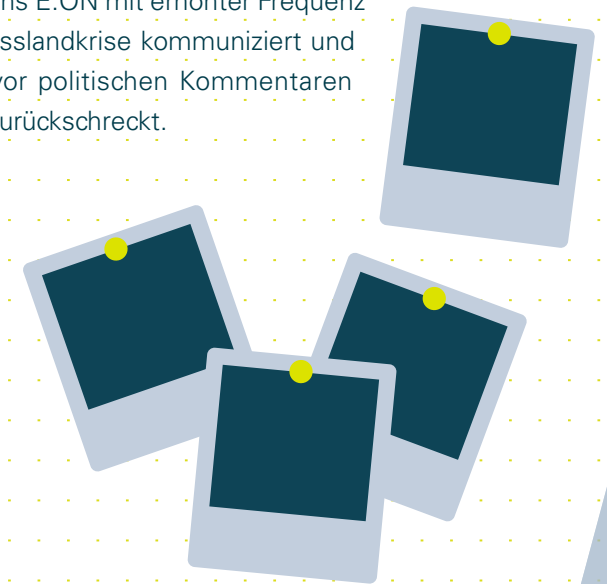 ns E.ON mit erhöhter Frequenz
sslandkrise kommuniziert und
vor politischen Kommentaren
urückschreckt.